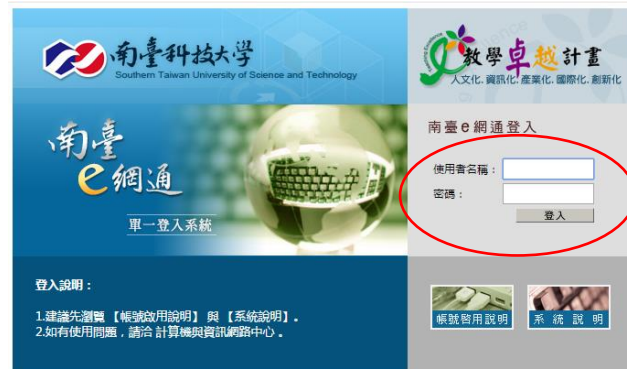 南臺科技大学
Southern Taiwan University of Science and Technology
教學卓越計畫
人文化. 資訊化. 產業化. 國際化. 創新化
南臺e網通
單一登入系統
南臺e網通登入
使用者名稱：
密碼：
登入
登入說明：
1.建議先瀏覽 【帳號啟用說明】 與 【系統說明】.
2.如有使用問題，請洽 計算機與資訊網路中心.
帳號啓用說明
系統說明